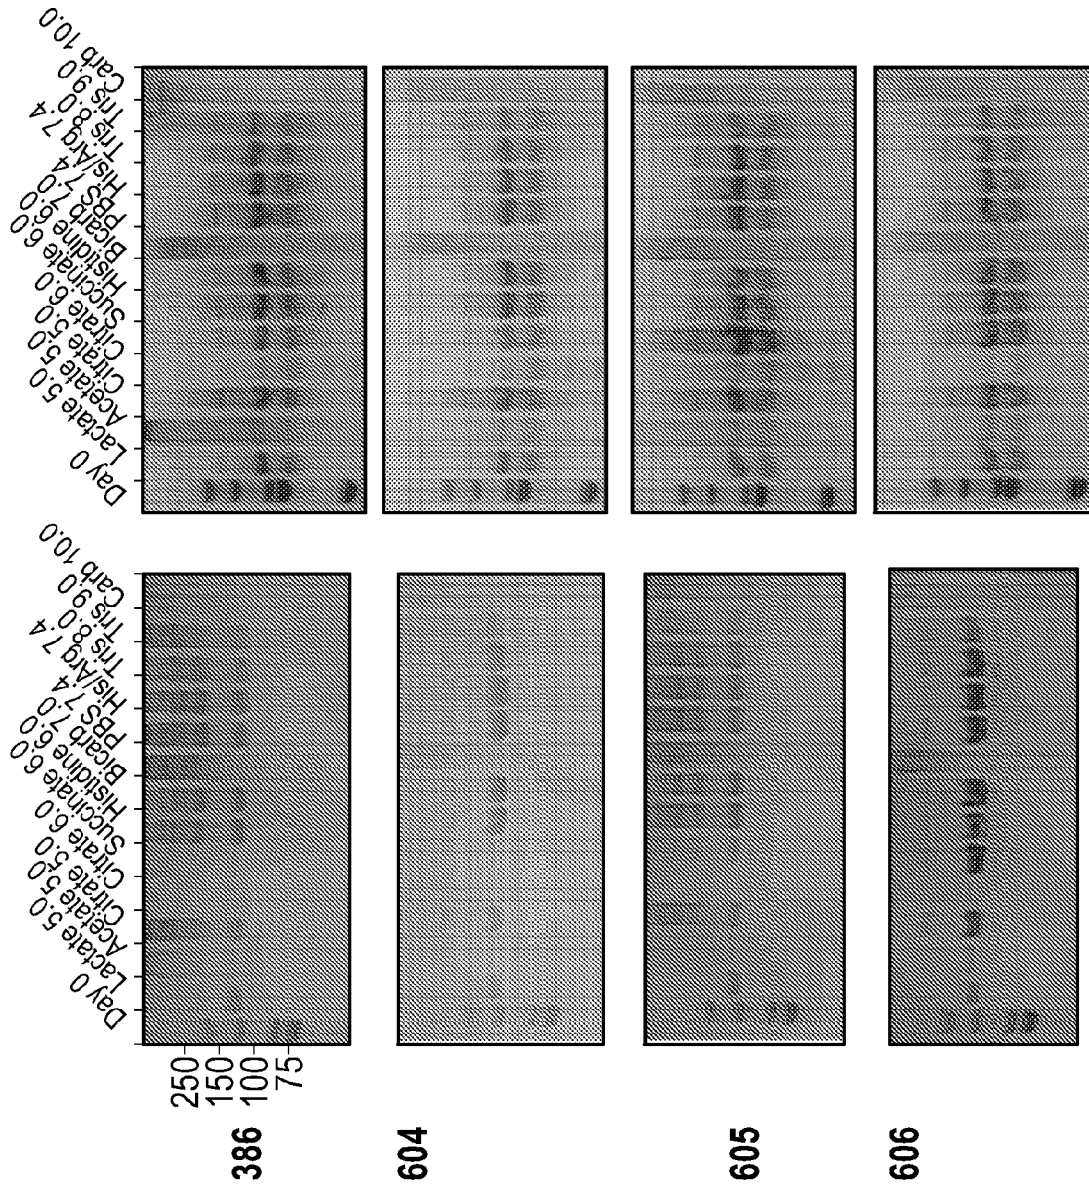 Day 0
Lactate 5.0
Acetate 5.0
Citrate 5.0
Citrate 6.0
Succinate 6.0
Histidine 6.0
Bicarb 7.0
PBS 7.4
His/Arg 7.4
Tris 8.0
Tris 9.0
Carb 10.0
Day 0
Lactate 5.0
Acetate 5.0
Citrate 5.0
Citrate 6.0
Succinate 6.0
Histidine 6.0
Bicarb 7.0
PBS 7.4
His/Arg 7.4
Tris 8.0
Tris 9.0
Carb 10.0
250
150
100
75
386
604
605
606